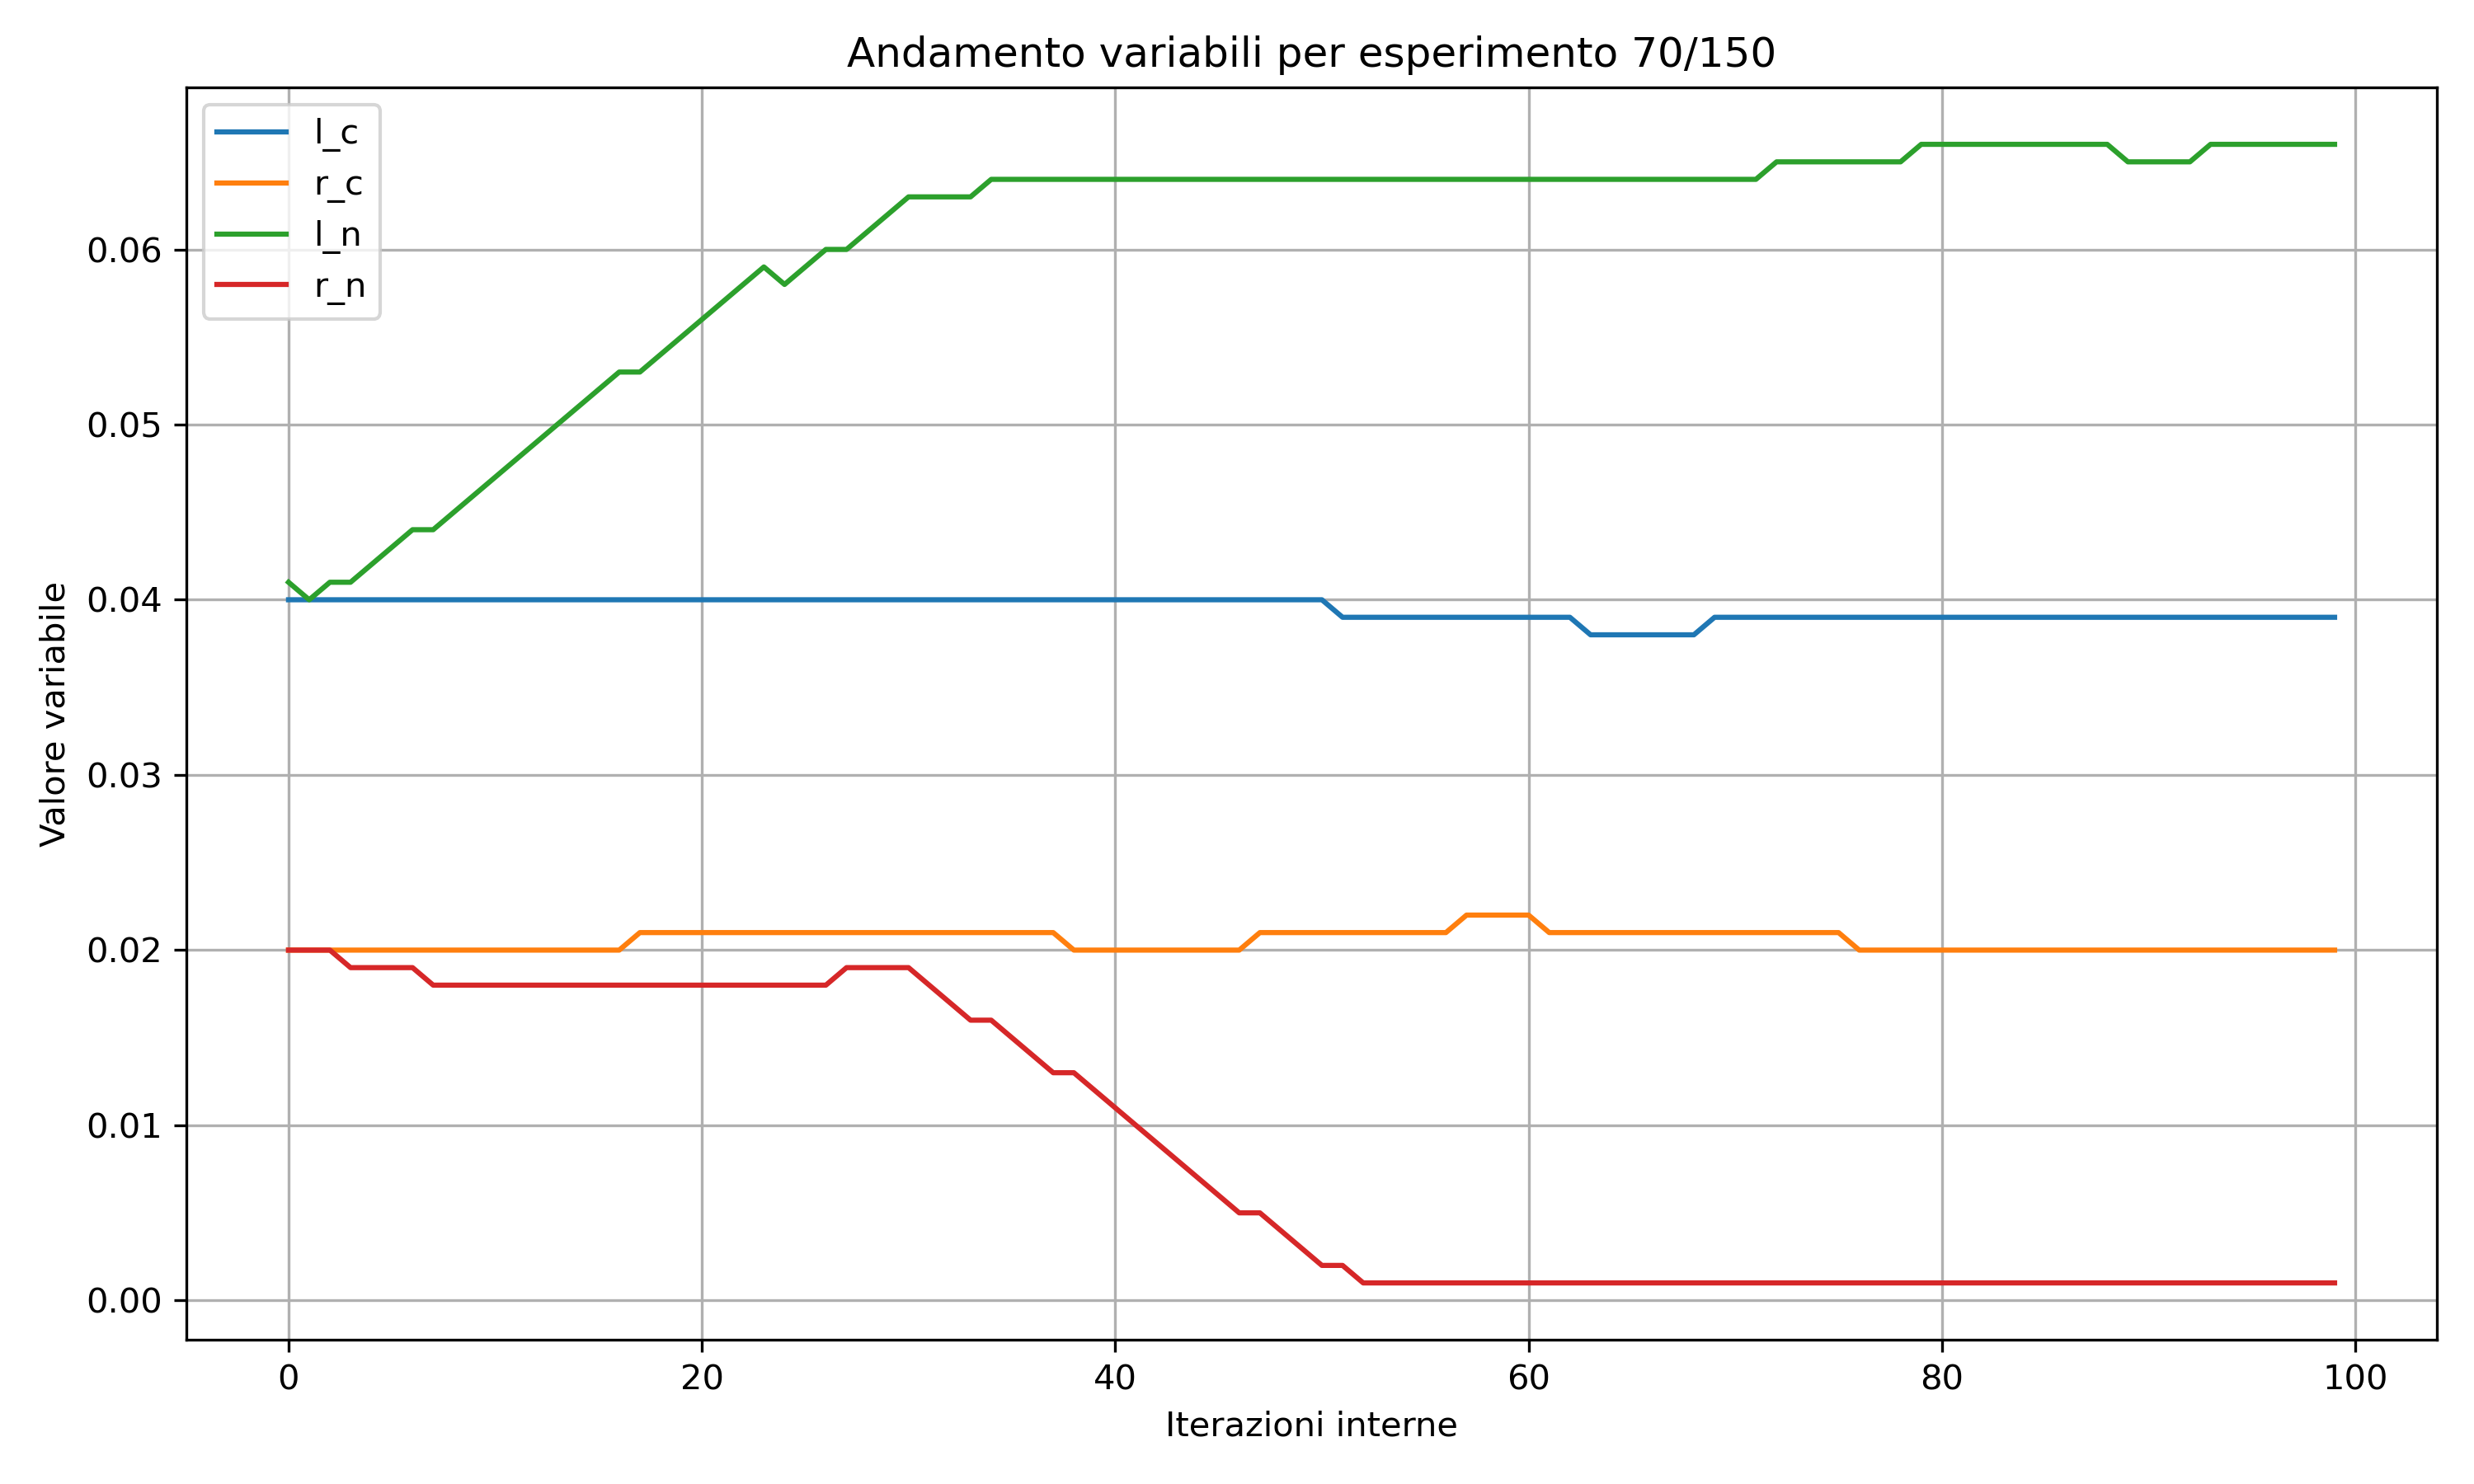 Andamento variabili per esperimento 70/150
l_c
r_c
l_n
r_n
Valore variabile
0.06
0.05
0.04
0.03
0.02
0.01
0.00
0 20 40 60 80 100
Iterazioni interne